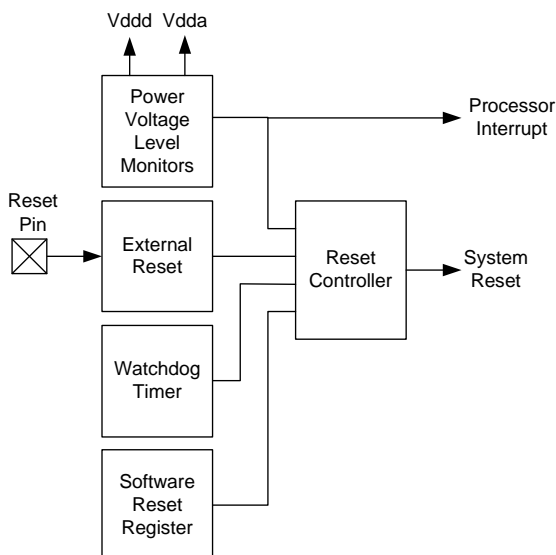 Vddd
Vdda
Power
Voltage
Level
Monitors
Processor
Interrupt
Reset
Pin
External
Reset
Reset
Controller
System
Reset
Watchdog
Timer
Software
Reset
Register